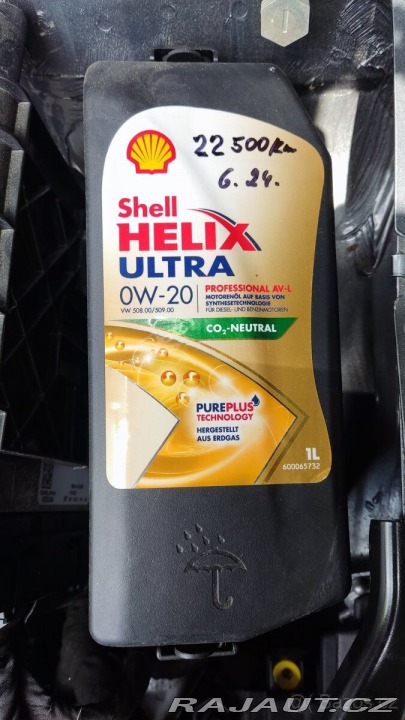 22 500 km
6.24.
Shell
HELIX
ULTRA
0W-20
VW 508.00/509.00
PROFESSIONAL AV-L
MOTORENÖL AUF BASIS VON
SYNTHESETECHNOLOGIE
FÜR DIESEL- UND BENZINMOTOREN
CO₂-NEUTRAL
PUREPLUS
TECHNOLOGY
HERGESTELLT
AUS ERDGAS
1L
600065732
RAJAUT.CZ